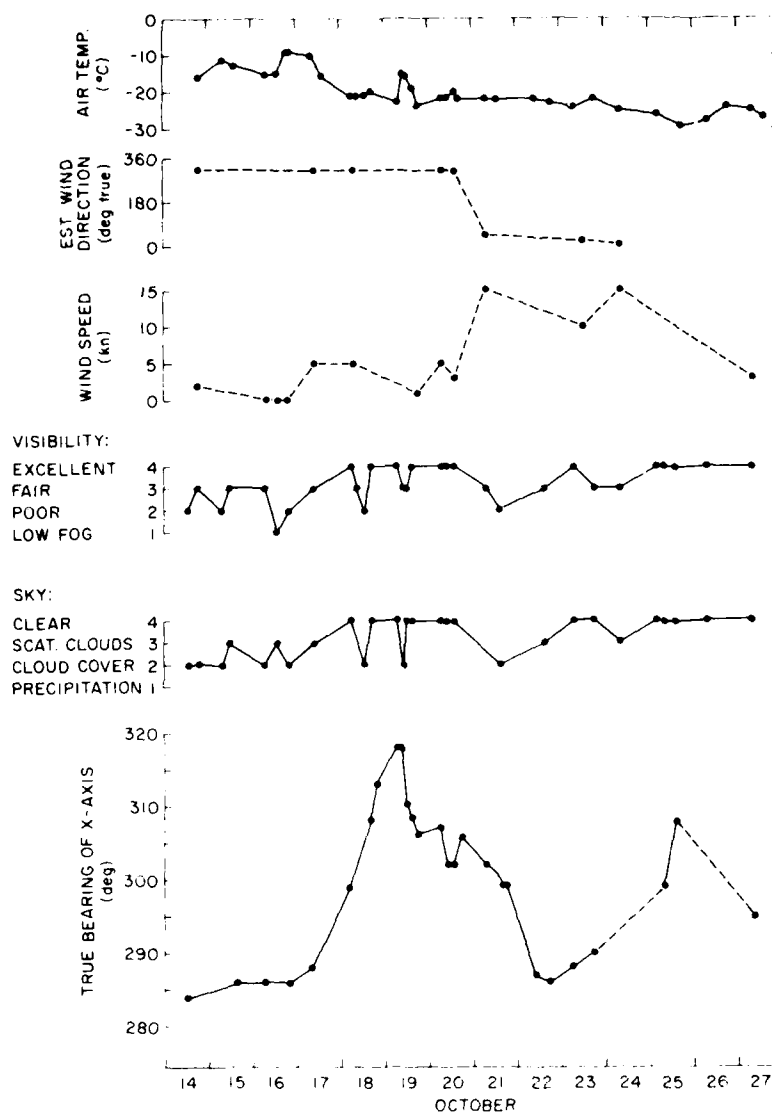 AIR TEMP.
(°C)
-0
-10
-20
-30
EST WIND
DIRECTION
(deg true)
360
180
0
WIND SPEED
(kn)
15
10
5
0
VISIBILITY:
EXCELLENT 4
FAIR 3
POOR 2
LOW FOG 1
SKY:
CLEAR 4
SCAT. CLOUDS 3
CLOUD COVER 2
PRECIPITATION 1
TRUE BEARING OF X-AXIS
(deg)
320
310
300
290
280
14 15 16 17 18 19 20 21 22 23 24 25 26 27
OCTOBER